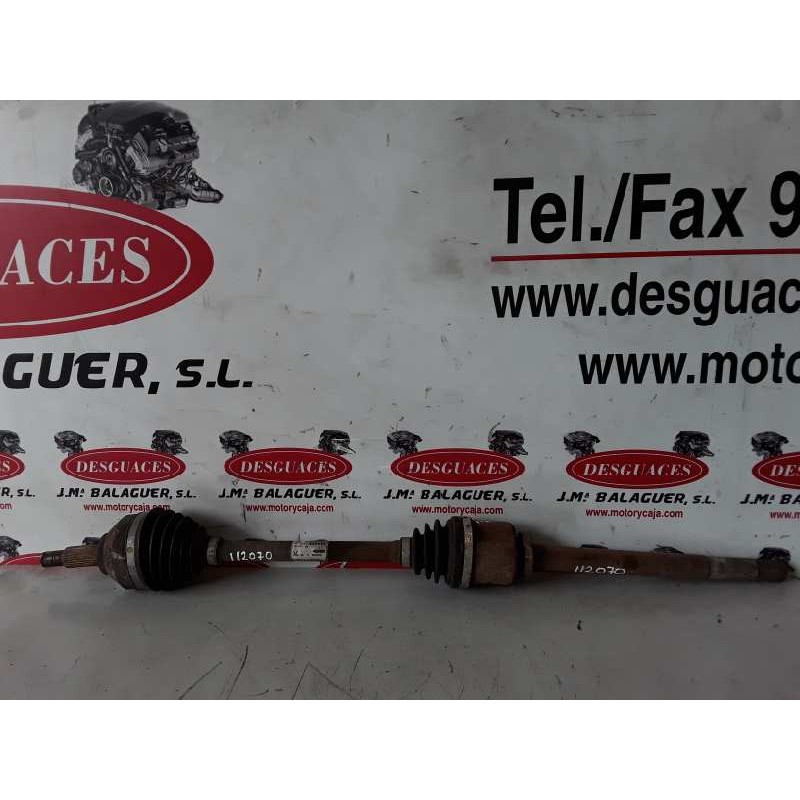 Tel./Fax 9
ACES
www.desguac
www.moto
GUER, S.L.
DESGUACES
DESGUACES
DESGUACES
DESGUACES
J.Mª BALAGUER, S.L.
J.Mª BALAGUER, S.L.
J.Mª BALAGUER, S.L.
J.Mª BALAGUER, S.L.
www.motorycaja.com
www.motorycaja.com
www.motorycaja.com
www.motorycaja.com
112070
112070